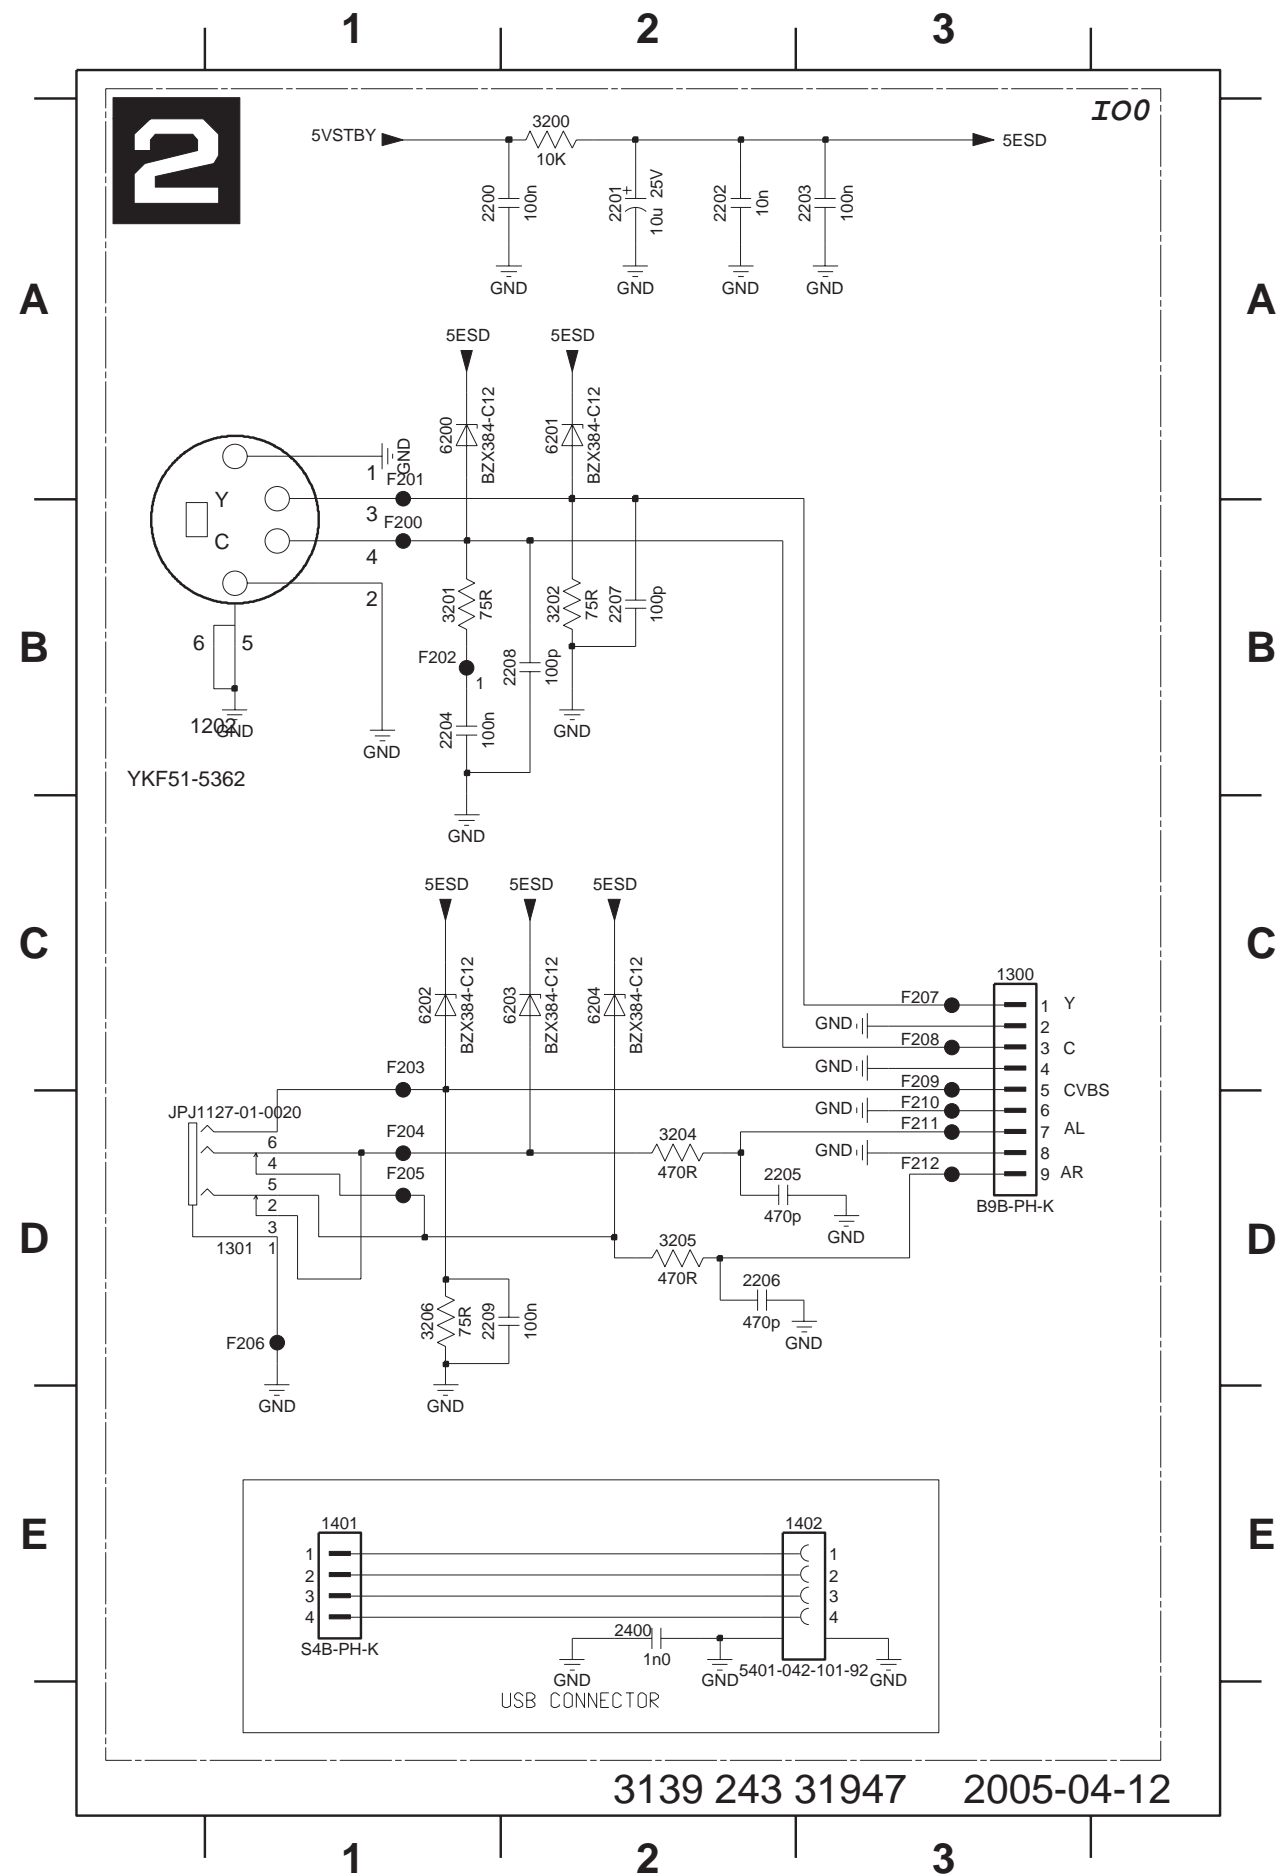 1 2 3
2
IO0
5VSTBY
3200
10K
5ESD
2200
100n
2201
+
10u 25V
2202
10n
2203
100n
GND
GND
GND
GND
A
A
5ESD
5ESD
6200
BZX384-C12
6201
BZX384-C12
1
GND
F201
Y
3
F200
C
4
2
6
5
1202
GND
YKF51-5362
GND
3201
75R
F202
1
2204
100n
2208
100p
3202
75R
2207
100p
GND
GND
B
B
5ESD
5ESD
5ESD
6202
BZX384-C12
6203
BZX384-C12
6204
BZX384-C12
C
C
1300
F207
1
Y
GND
2
F208
3
C
GND
4
F209
5
CVBS
GND
F210
6
F211
7
AL
GND
8
F212
9
AR
B9B-PH-K
F203
JPJ1127-01-0020
6
F204
4
F205
5
2
3
1301
1
3204
470R
2205
470p
GND
3205
470R
2206
470p
GND
D
D
3206
75R
2209
100n
F206
GND
GND
E
E
1401
1
2
3
4
S4B-PH-K
1402
1
2
3
4
2400
1n0
GND
GND
5401-042-101-92
GND
USB CONNECTOR
3139 243 31947 2005-04-12
1 2 3